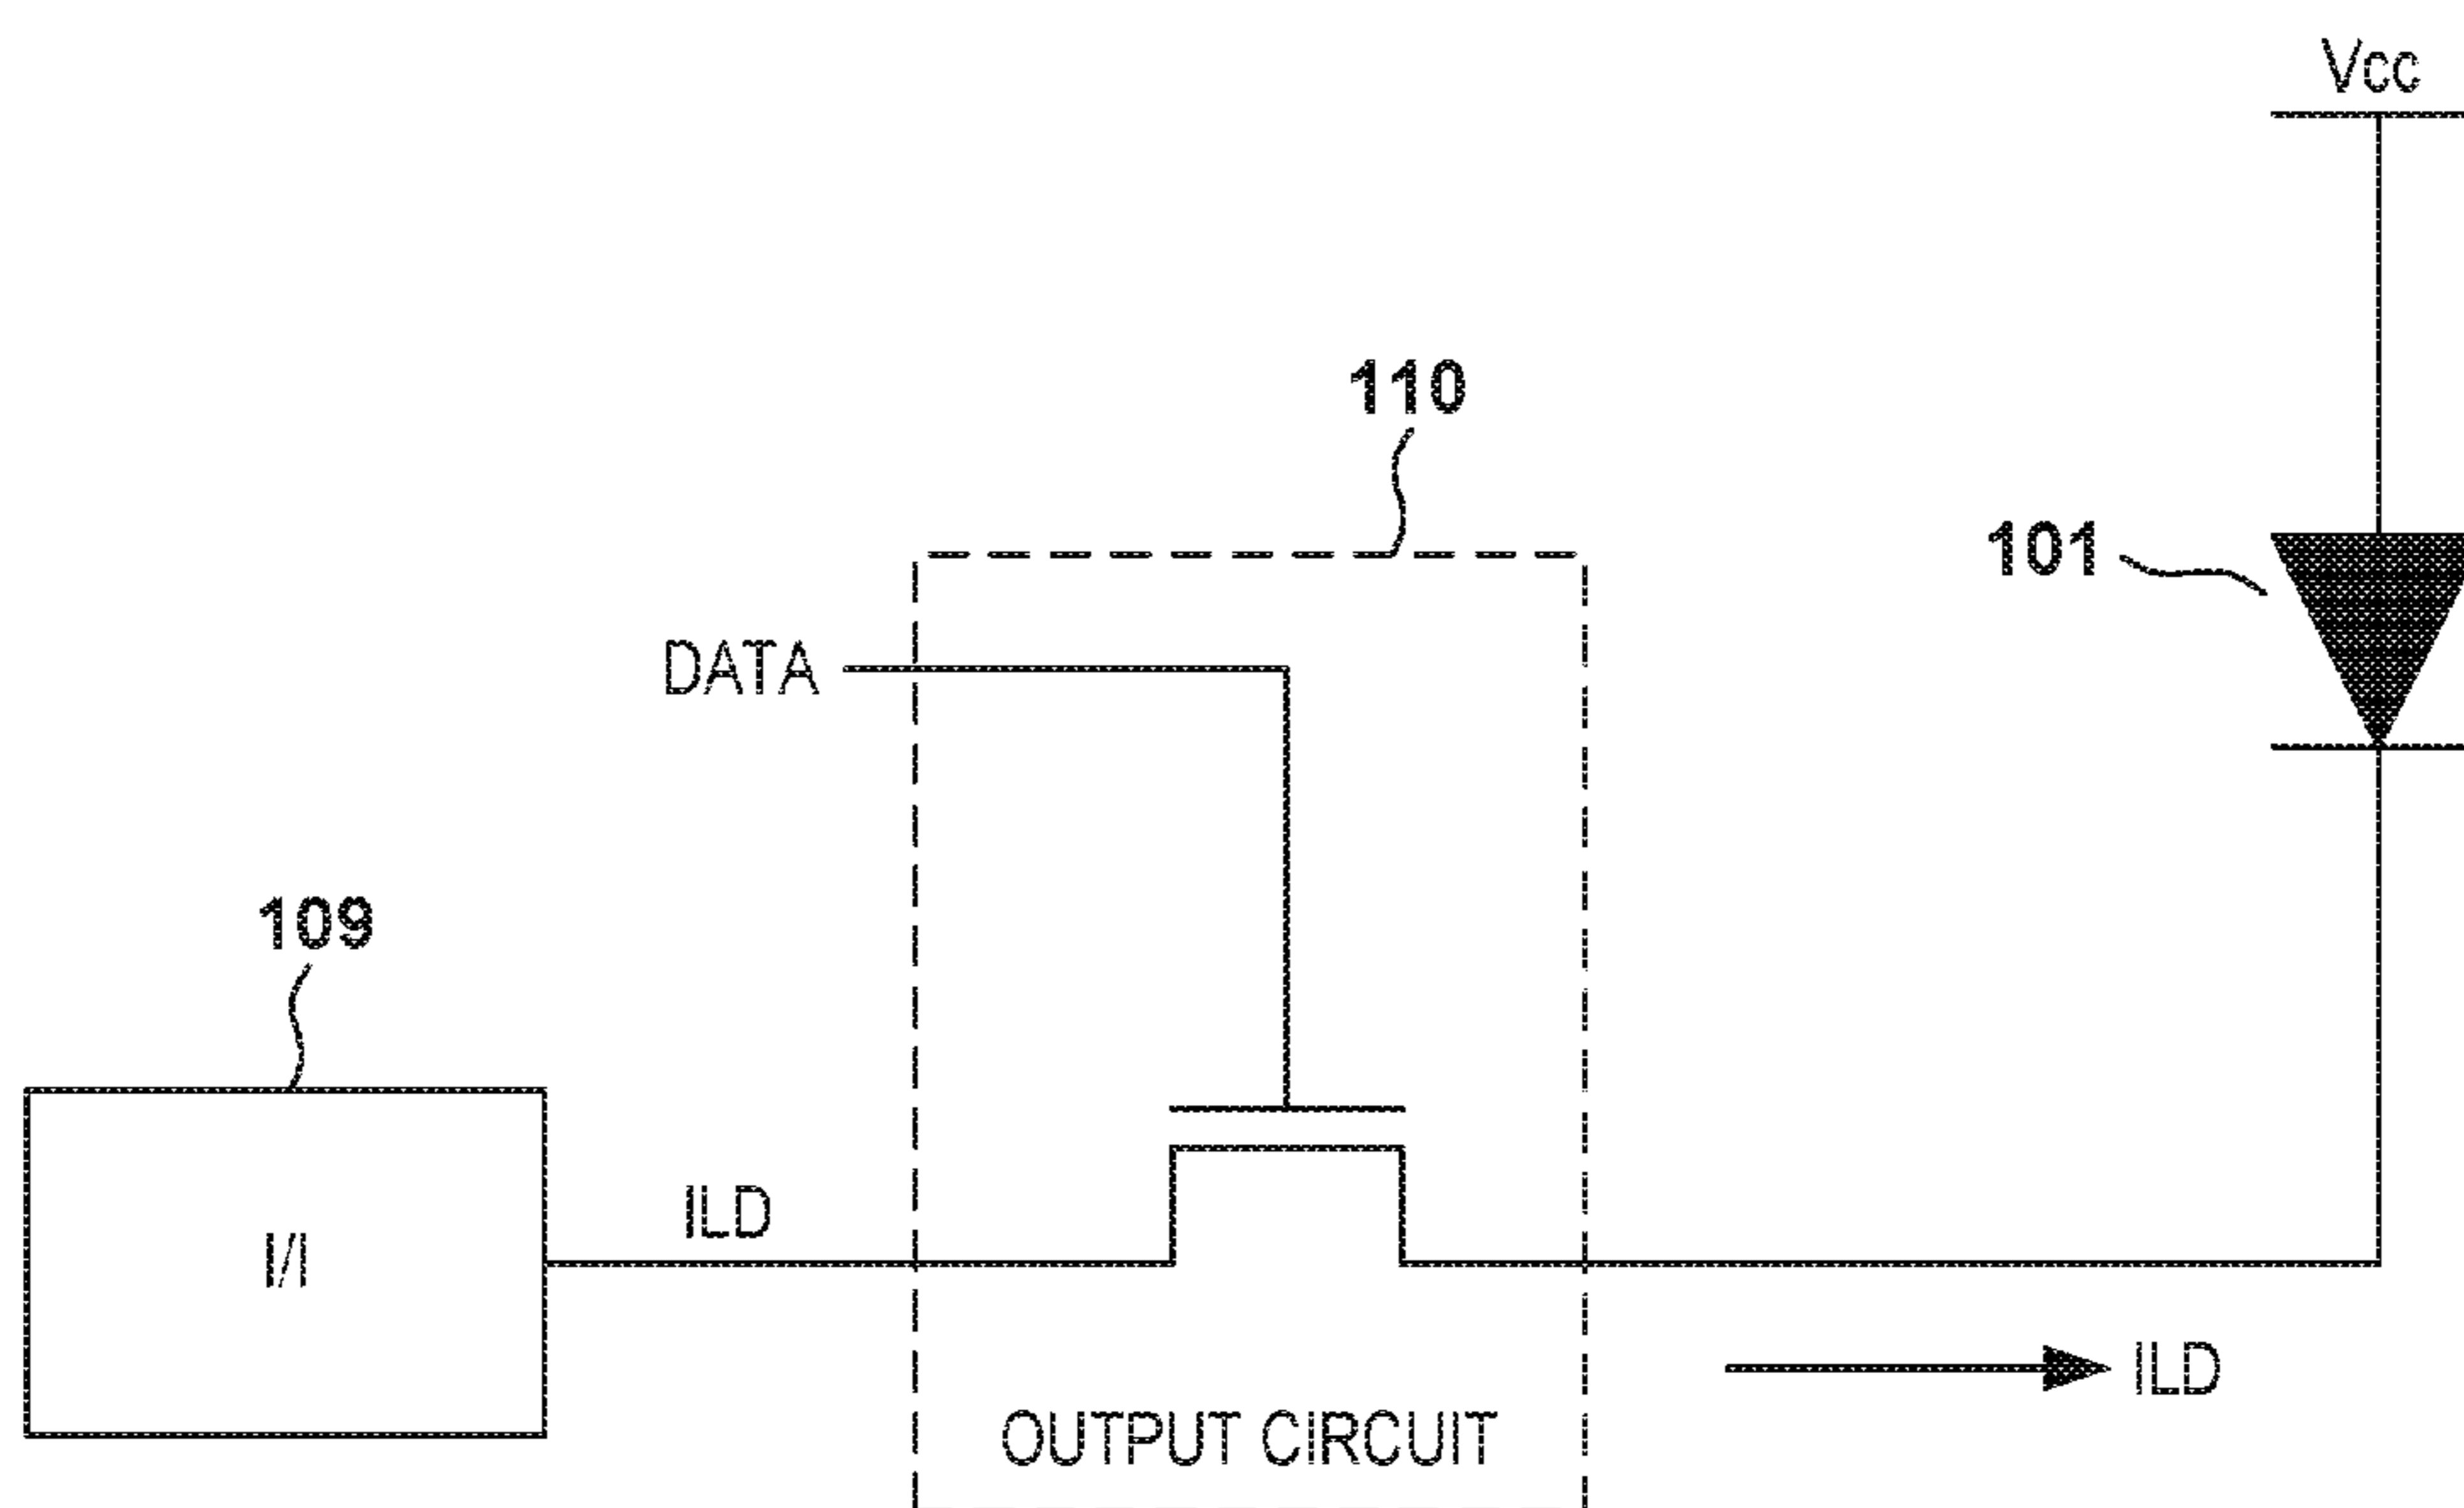 Vcc
110
101
DATA
109
ILD
I/I
ILD
OUTPUT CIRCUIT